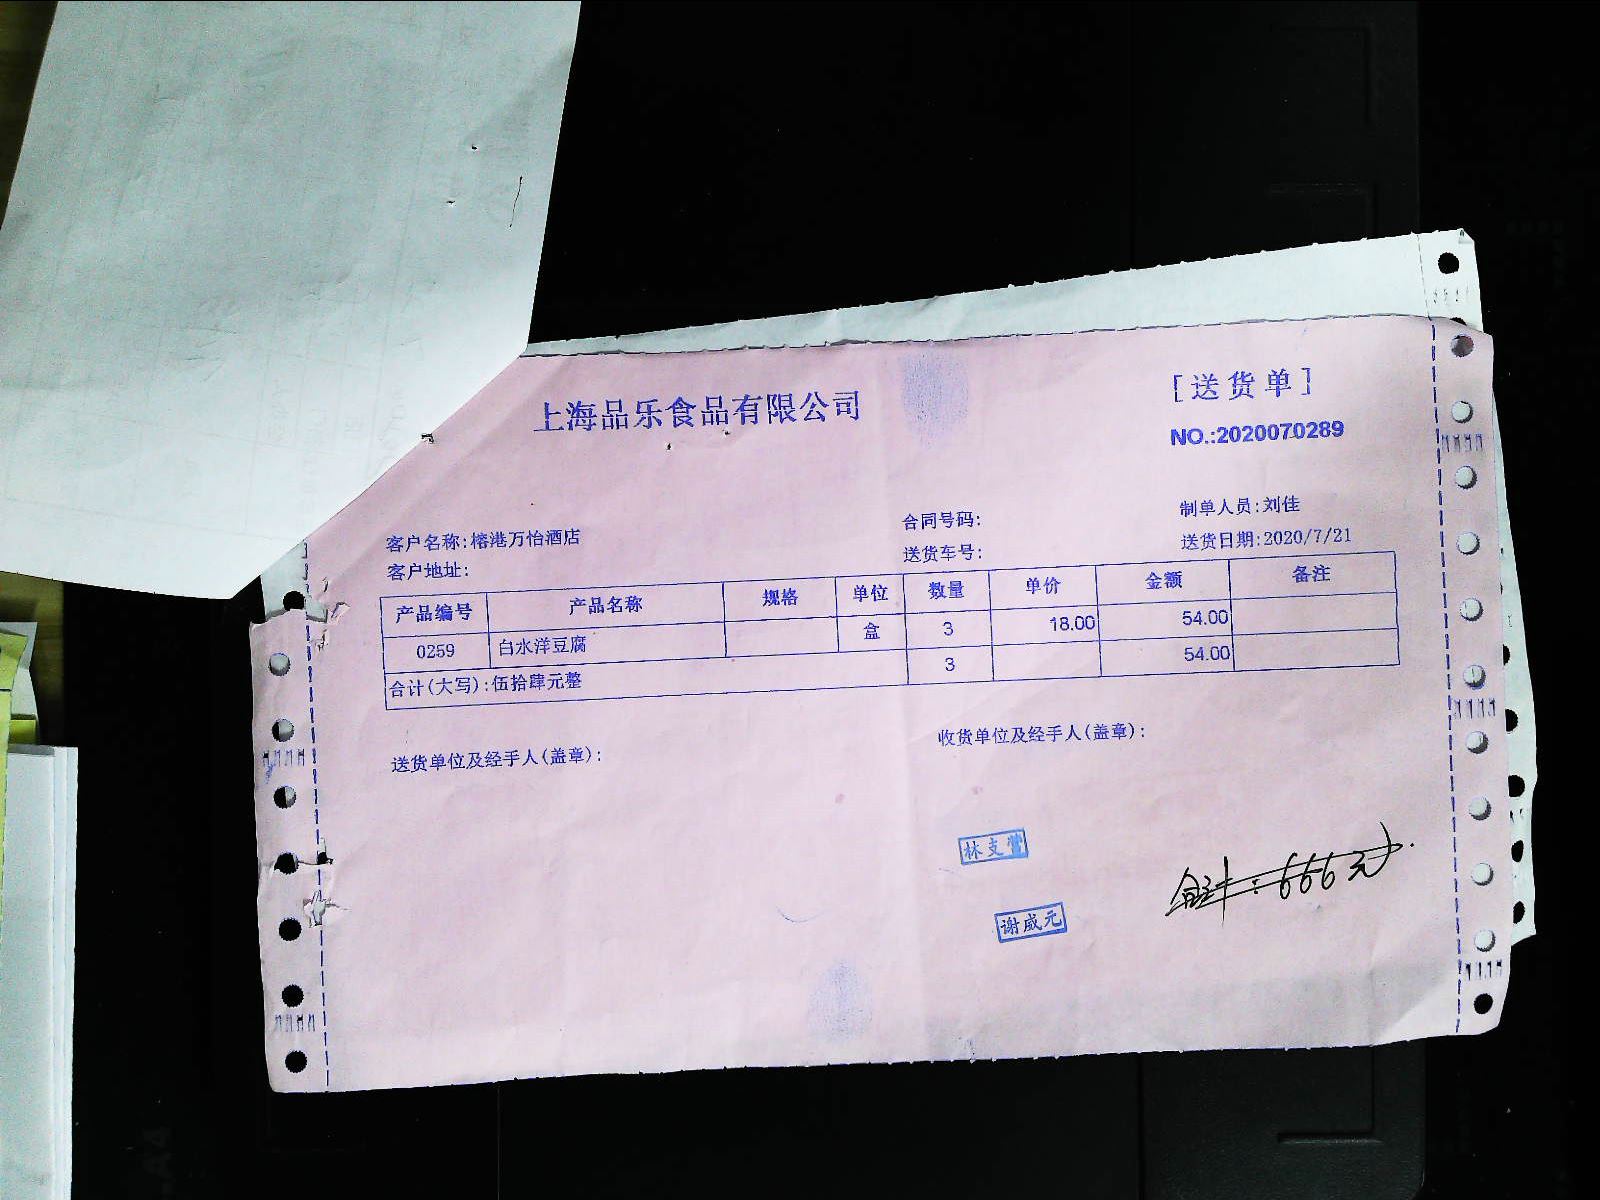 上海品乐食品有限公司
[送货单]
NO.:2020070289
客户名称:榕港万怡酒店
合同号码:
制单人员:刘佳
客户地址:
送货车号:
送货日期:2020/7/21
产品编号 产品名称 规格 单位 数量 单价 金额 备注
0259 白水洋豆腐 盒 3 18.00 54.00
合计(大写):伍拾肆元整 3 54.00
送货单位及经手人(盖章):
收货单位及经手人(盖章):
林支营
谢威元
合计:666元